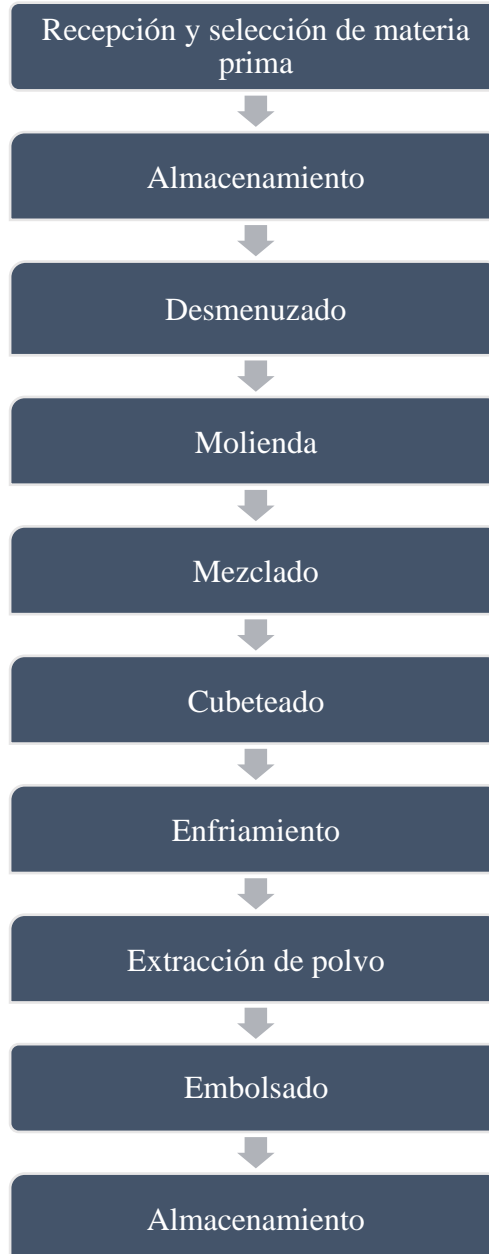 Recepción y selección de materia
prima
Almacenamiento
Desmenuzado
Molienda
Mezclado
Cubeteado
Enfriamiento
Extracción de polvo
Embolsado
Almacenamiento